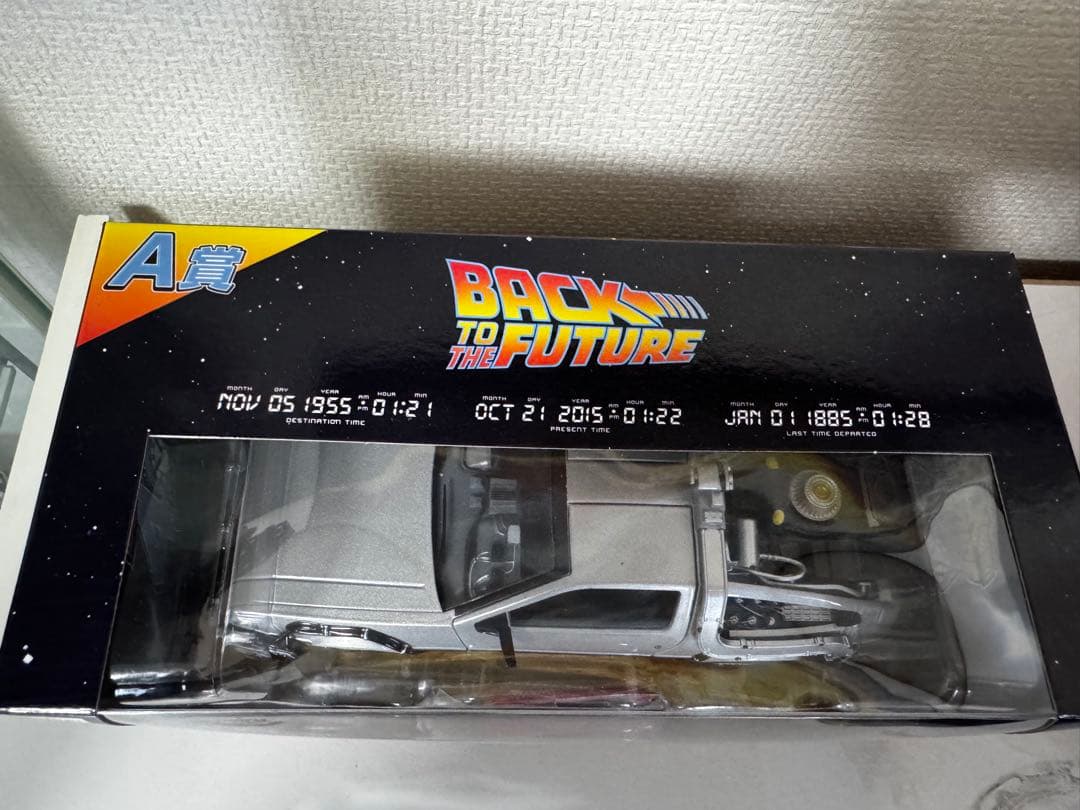 A賞
BACK
TO THE FUTURE
MONTH DAY YEAR AM PM HOUR MIN
NOV 05 1955 01:21
DESTINATION TIME
MONTH DAY YEAR AM PM HOUR MIN
OCT 21 2015 01:22
PRESENT TIME
MONTH DAY YEAR AM PM HOUR MIN
JAN 01 1885 01:28
LAST TIME DEPARTED